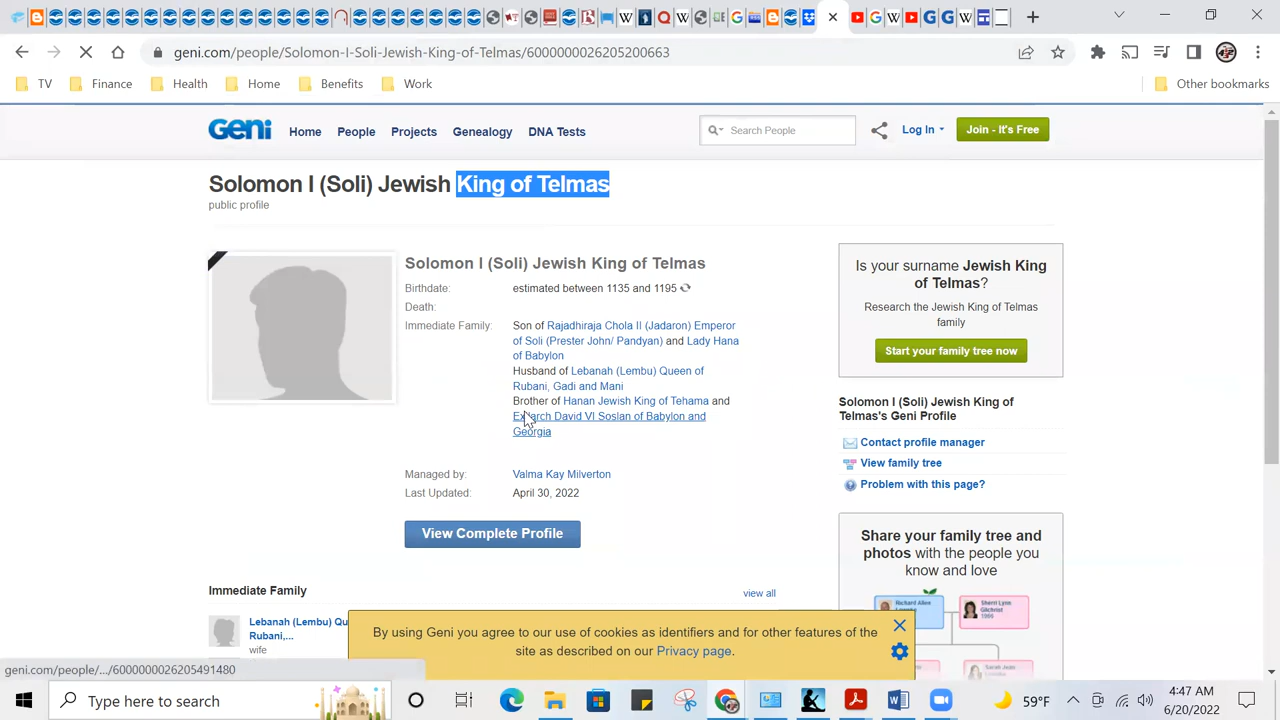 geni.com/people/Solomon-I-Soli-Jewish-King-of-Telmas/6000000026205200663
TV Finance Health Home Benefits Work Other bookmarks
Geni Home People Projects Genealogy DNA Tests Search People Log In Join - It's Free
Solomon I (Soli) Jewish King of Telmas
public profile
Solomon I (Soli) Jewish King of Telmas
Birthdate: estimated between 1135 and 1195
Death:
Immediate Family: Son of Rajadhiraja Chola II (Jadaron) Emperor
of Soli (Prester John/ Pandyan) and Lady Hana
of Babylon
Husband of Lebanah (Lembu) Queen of
Rubani, Gadi and Mani
Brother of Hanan Jewish King of Tehama and
Exilarch David VI Soslan of Babylon and
Georgia
Managed by: Valma Kay Milverton
Last Updated: April 30, 2022
View Complete Profile
Immediate Family view all
Lebanah (Lembu) Qu
Rubani,...
wife
Is your surname Jewish King
of Telmas?
Research the Jewish King of Telmas
family
Start your family tree now
Solomon I (Soli) Jewish King of
Telmas's Geni Profile
Contact profile manager
View family tree
Problem with this page?
Share your family tree and
photos with the people you
know and love
Richard Allen
Sherri Lynn
Gilchrist
By using Geni you agree to our use of cookies as identifiers and for other features of the
site as described on our Privacy page.
geni.com/people/.../6000000026205491480
Type here to search
59°F
4:47 AM
6/20/2022